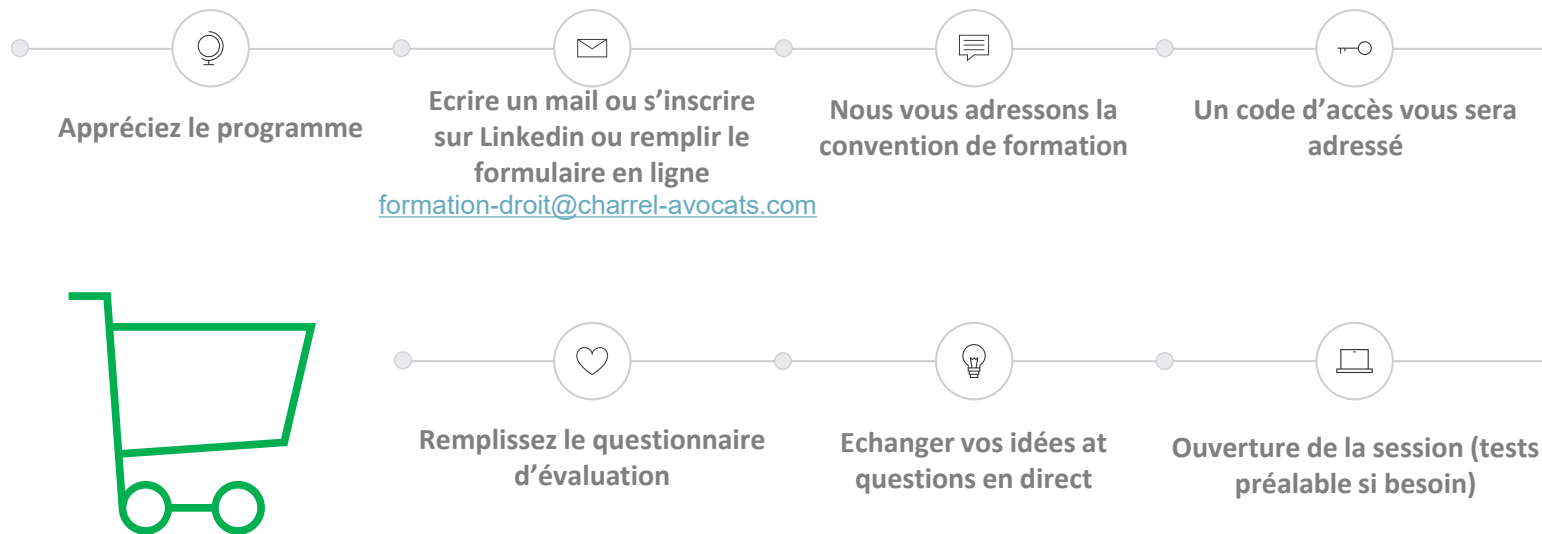 Appréciez le programme
Ecrire un mail ou s’inscrire
sur Linkedin ou remplir le
formulaire en ligne
formation-droit@charrel-avocats.com
Nous vous adressons la
convention de formation
Un code d’accès vous sera
adressé
Remplissez le questionnaire
d’évaluation
Echanger vos idées at
questions en direct
Ouverture de la session (tests
préalable si besoin)